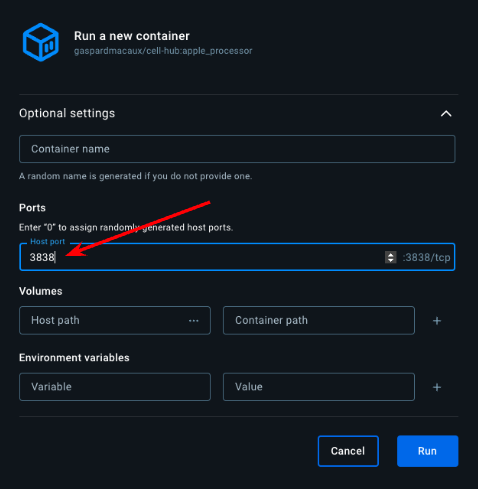 Run a new container
gaspardmacaux/cell-hub:apple_processor
Optional settings
Container name
A random name is generated if you do not provide one.
Ports
Enter "0" to assign randomly generated host ports.
Host port
3838 :3838/tcp
Volumes
Host path ... Container path +
Environment variables
Variable Value +
Cancel Run